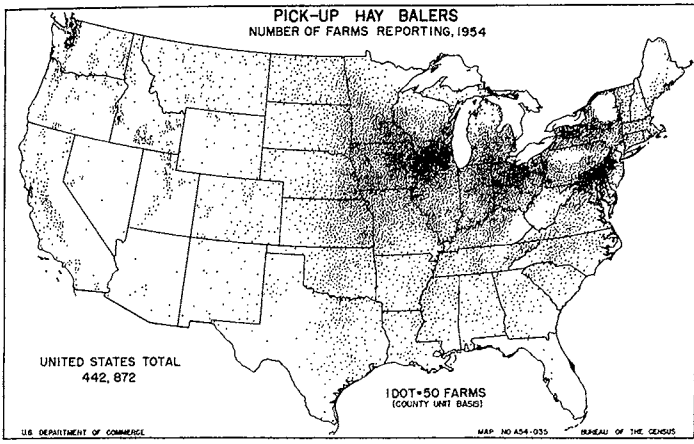 PICK-UP HAY BALERS
NUMBER OF FARMS REPORTING, 1954
UNITED STATES TOTAL
442, 872
1 DOT=50 FARMS
(COUNTY UNIT BASIS)
U.S. DEPARTMENT OF COMMERCE
MAP NO A54-035
BUREAU OF THE CENSUS